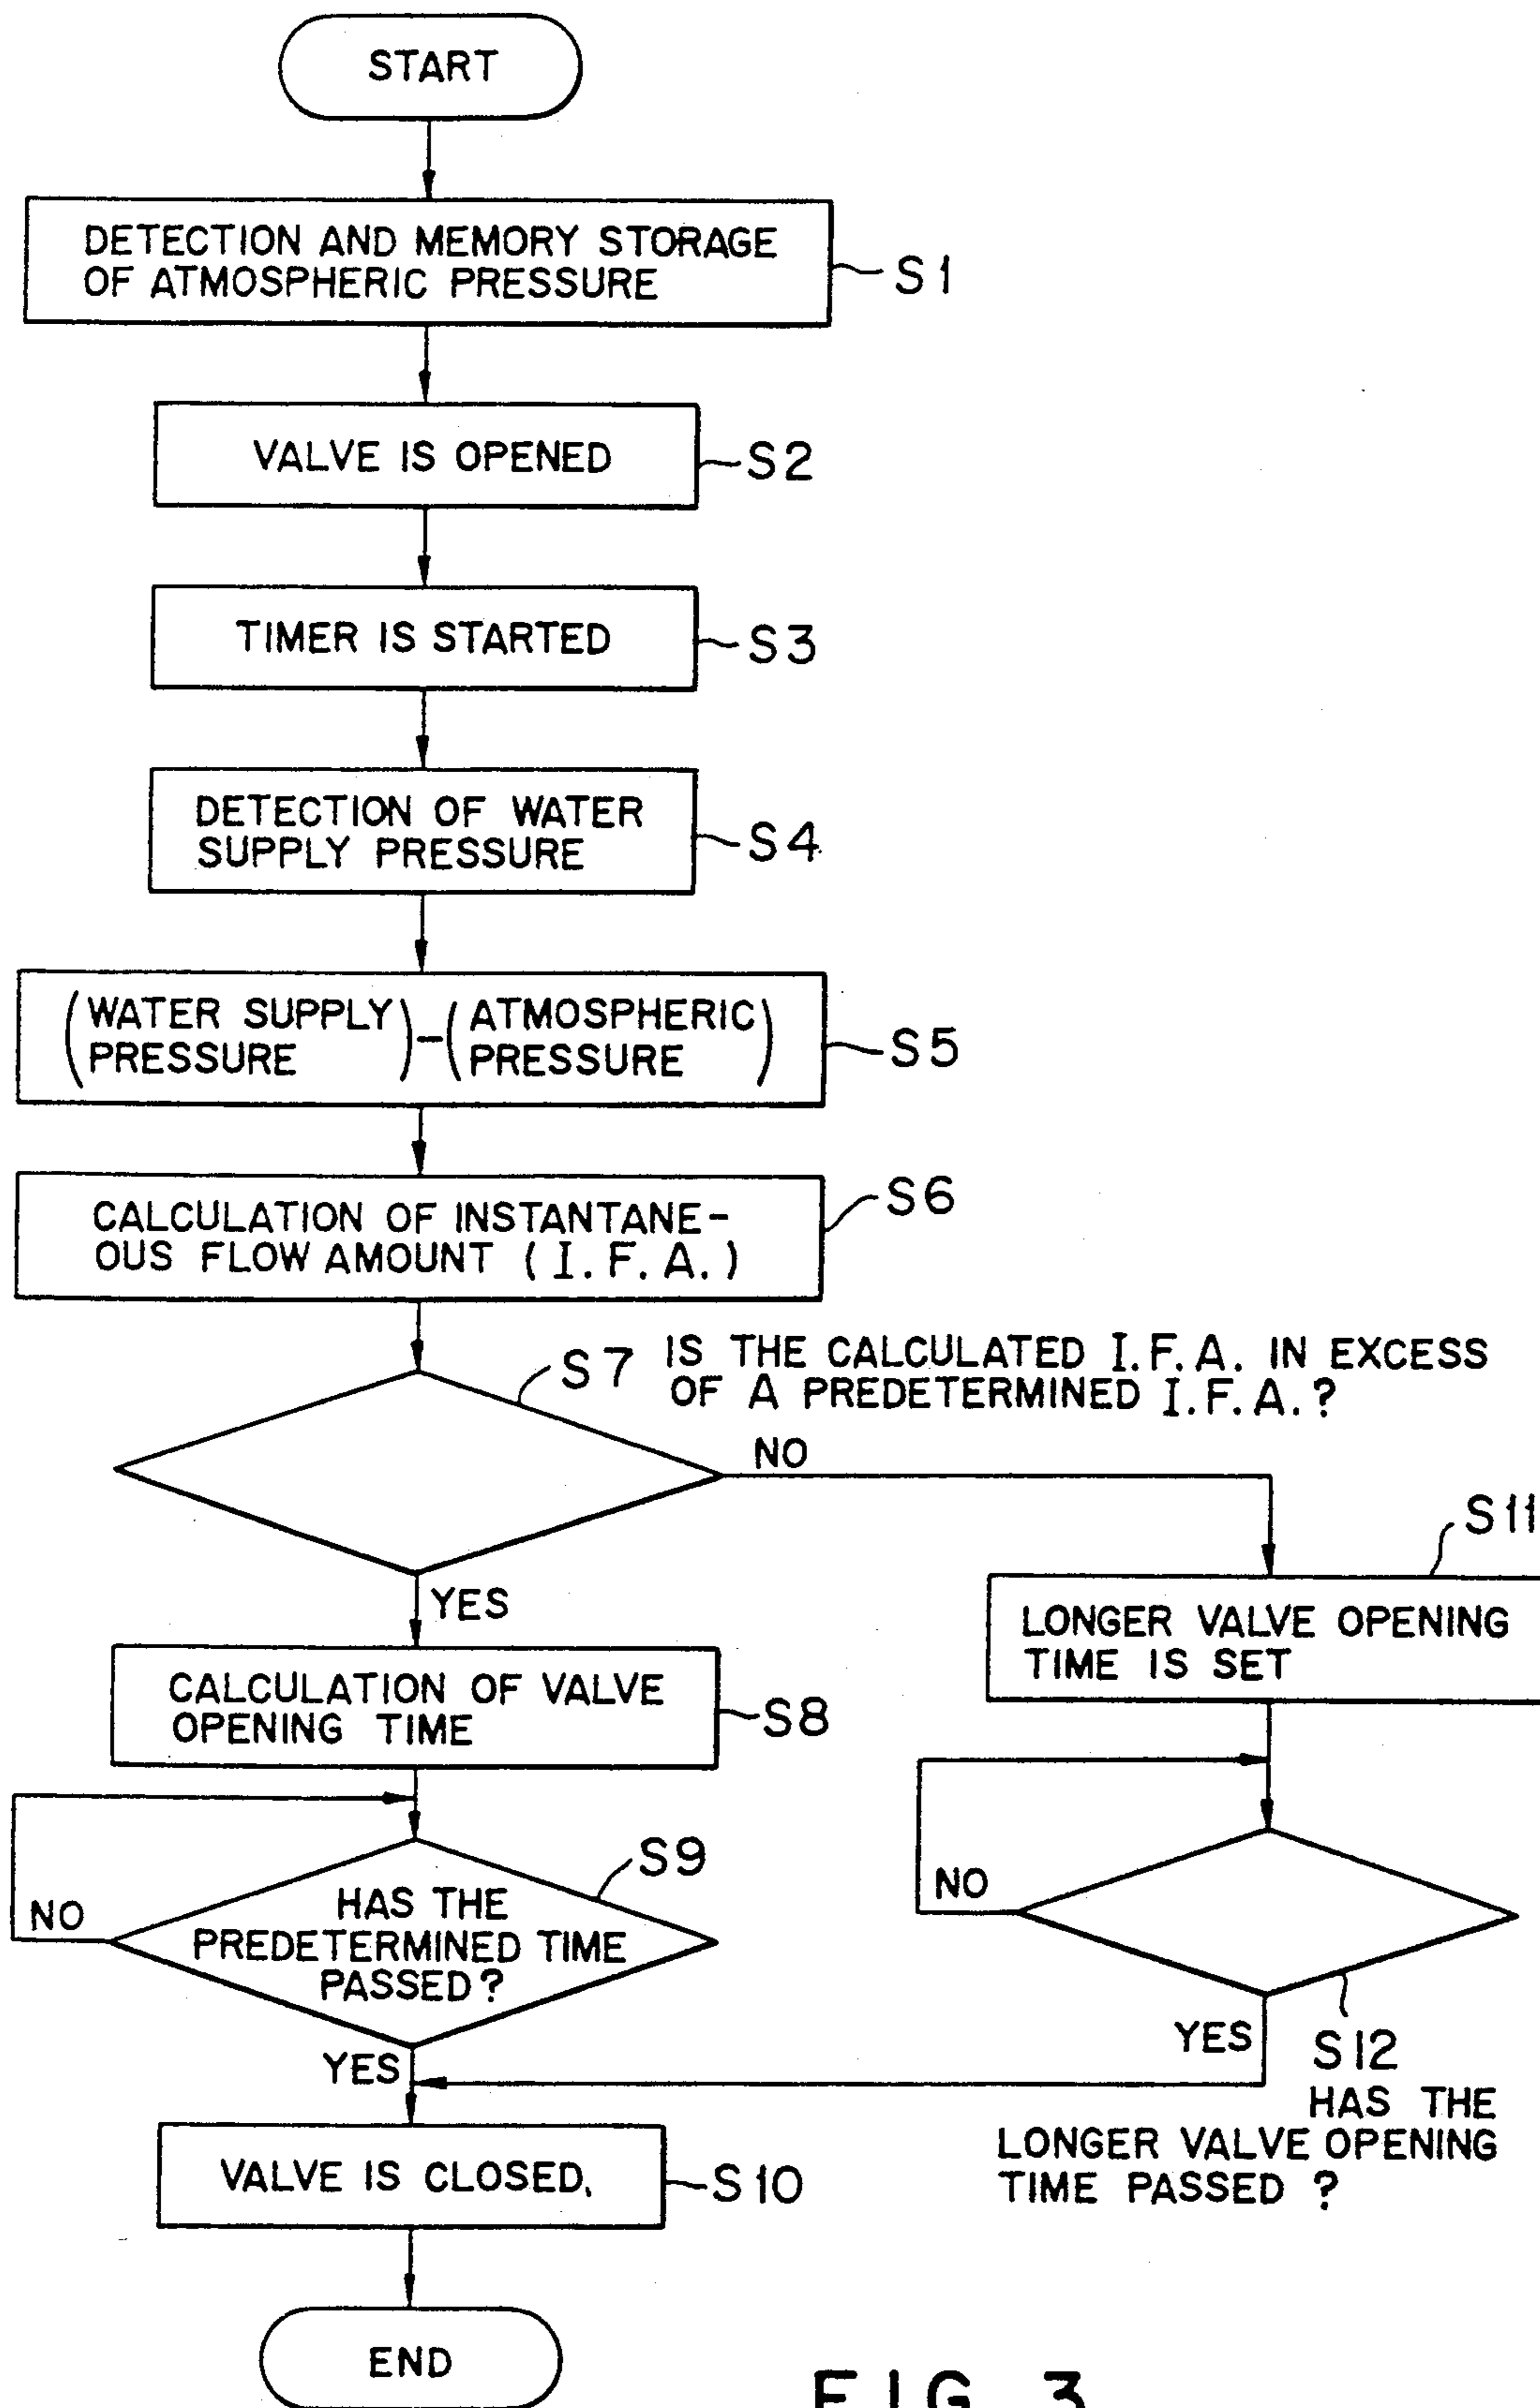 START
DETECTION AND MEMORY STORAGE
OF ATMOSPHERIC PRESSURE
S1
VALVE IS OPENED
S2
TIMER IS STARTED
S3
DETECTION OF WATER
SUPPLY PRESSURE
S4
(WATER SUPPLY PRESSURE) - (ATMOSPHERIC PRESSURE)
S5
CALCULATION OF INSTANTANE-
OUS FLOW AMOUNT (I.F.A.)
S6
S7
IS THE CALCULATED I.F.A. IN EXCESS
OF A PREDETERMINED I.F.A.?
NO
YES
S11
LONGER VALVE OPENING
TIME IS SET
CALCULATION OF VALVE
OPENING TIME
S8
S9
HAS THE
PREDETERMINED TIME
PASSED?
NO
NO
YES
YES
S12
HAS THE
LONGER VALVE OPENING
TIME PASSED?
VALVE IS CLOSED.
S10
END
FIG. 3